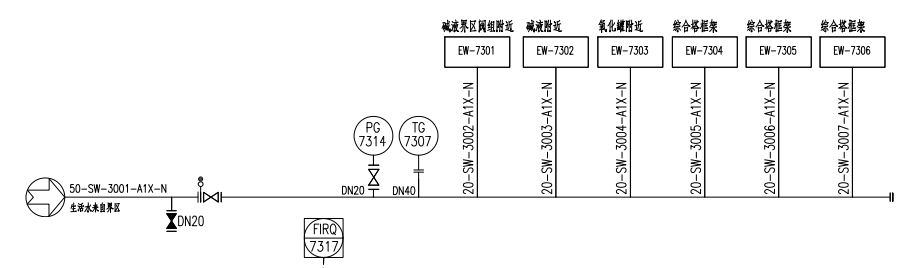 碱液界区阀组附近
碱液附近
氧化罐附近
综合塔框架
综合塔框架
综合塔框架
EW-7301
EW-7302
EW-7303
EW-7304
EW-7305
EW-7306
20-SW-3002-A1X-N
20-SW-3003-A1X-N
20-SW-3004-A1X-N
20-SW-3005-A1X-N
20-SW-3006-A1X-N
20-SW-3007-A1X-N
PG
7314
TG
7307
DN20
DN40
50-SW-3001-A1X-N
生活水来自界区
DN20
FIRQ
7317